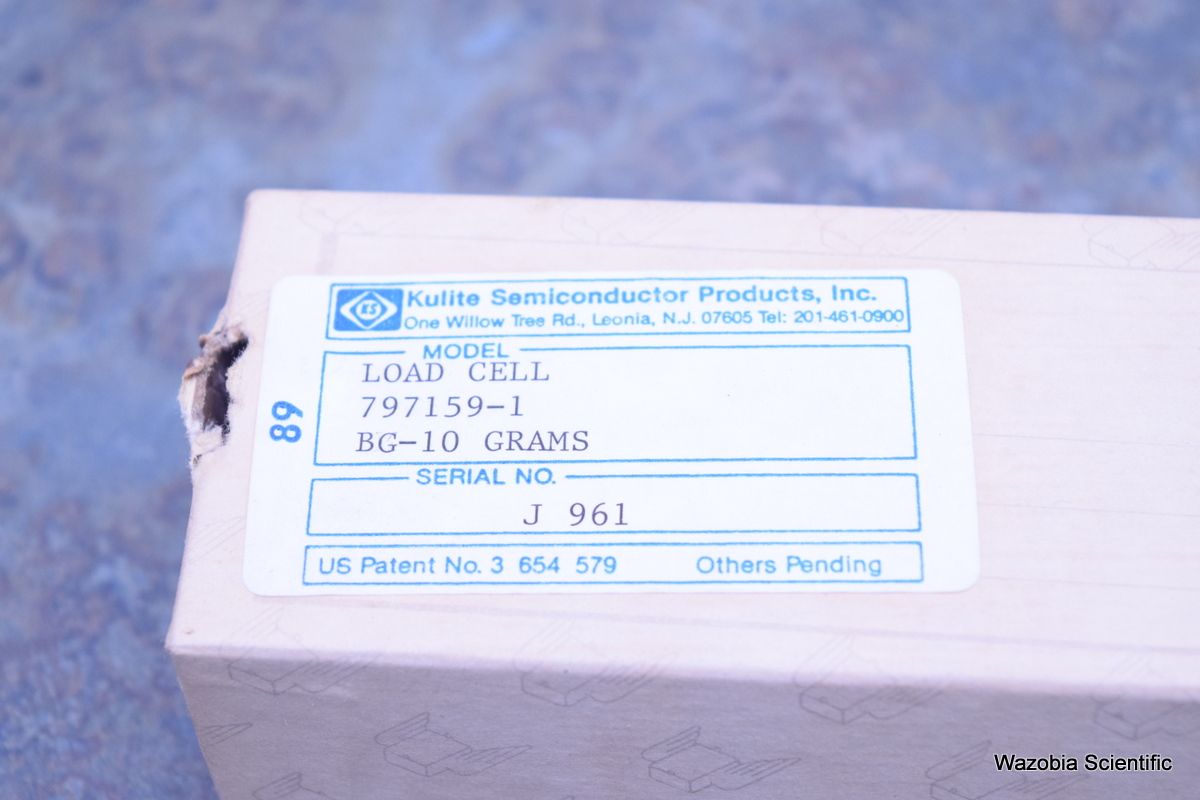 KS
Kulite Semiconductor Products, Inc.
One Willow Tree Rd., Leonia, N.J. 07605 Tel: 201-461-0900
MODEL
LOAD CELL
797159-1
BG-10 GRAMS
SERIAL NO.
J 961
US Patent No. 3 654 579 Others Pending
89
Wazobia Scientific